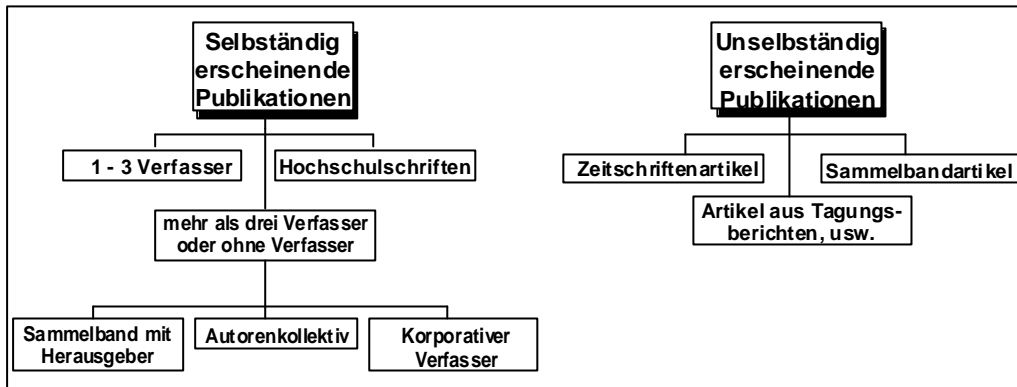 Selbständig
erscheinende
Publikationen
1 - 3 Verfasser
Hochschulschriften
mehr als drei Verfasser
oder ohne Verfasser
Sammelband mit
Herausgeber
Autorenkollektiv
Korporativer
Verfasser
Unselbständig
erscheinende
Publikationen
Zeitschriftenartikel
Sammelbandartikel
Artikel aus Tagungs-
berichten, usw.